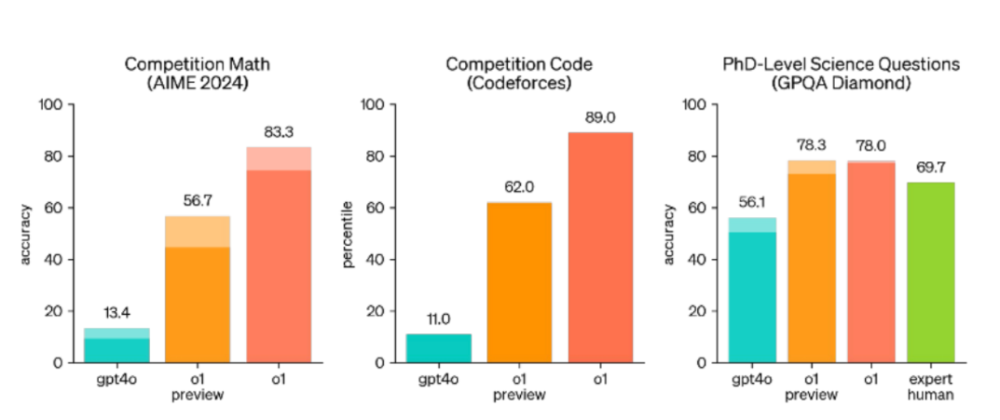 Competition Math
(AIME 2024)
accuracy
100
80
60
40
20
0
13.4
56.7
83.3
gpt4o
o1
preview
o1
Competition Code
(Codeforces)
percentile
100
80
60
40
20
0
11.0
62.0
89.0
gpt4o
o1
preview
o1
PhD-Level Science Questions
(GPQA Diamond)
accuracy
100
80
60
40
20
0
56.1
78.3
78.0
69.7
gpt4o
o1
preview
o1
expert
human